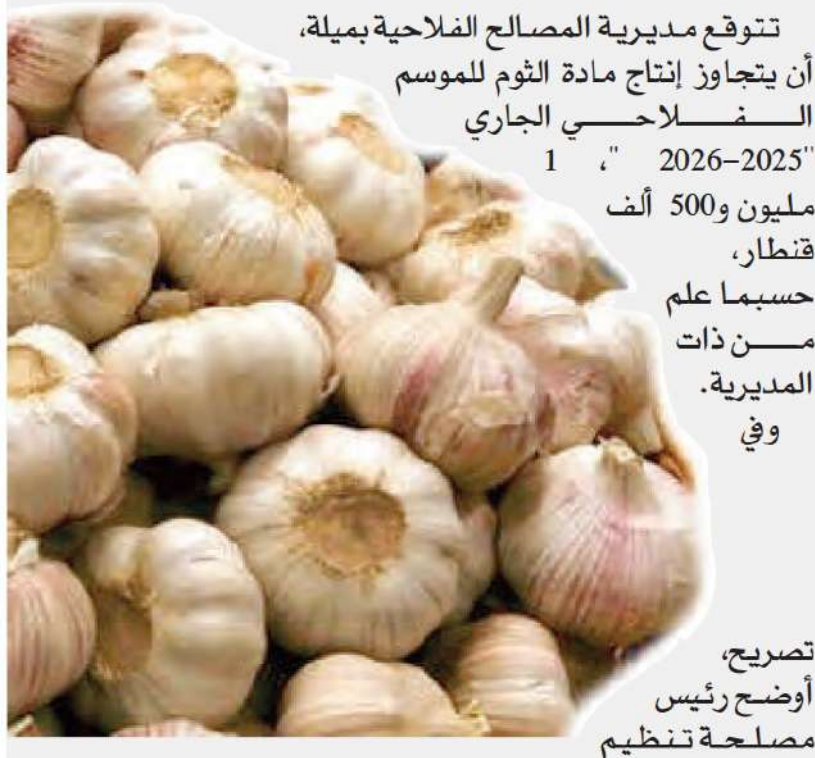 تتوقع مديرية المصالح الفلاحية بميلة،
أن يتجاوز إنتاج مادة الثوم للموسم
الفلاحي الجاري
"2025–2026 "، 1
مليون و500 ألف
قنطار،
حسبما علم
من ذات
المديرية.
وفي
تصريح،
أوضح رئيس
مصلحة تنظيم